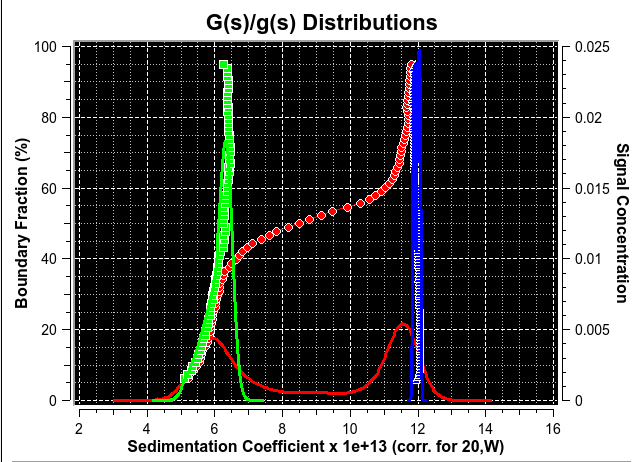 G(s)/g(s) Distributions
100
80
60
40
20
0
Boundary Fraction (%)
0.025
0.02
0.015
0.01
0.005
0
Signal Concentration
2 4 6 8 10 12 14 16
Sedimentation Coefficient x 1e+13 (corr. for 20,W)